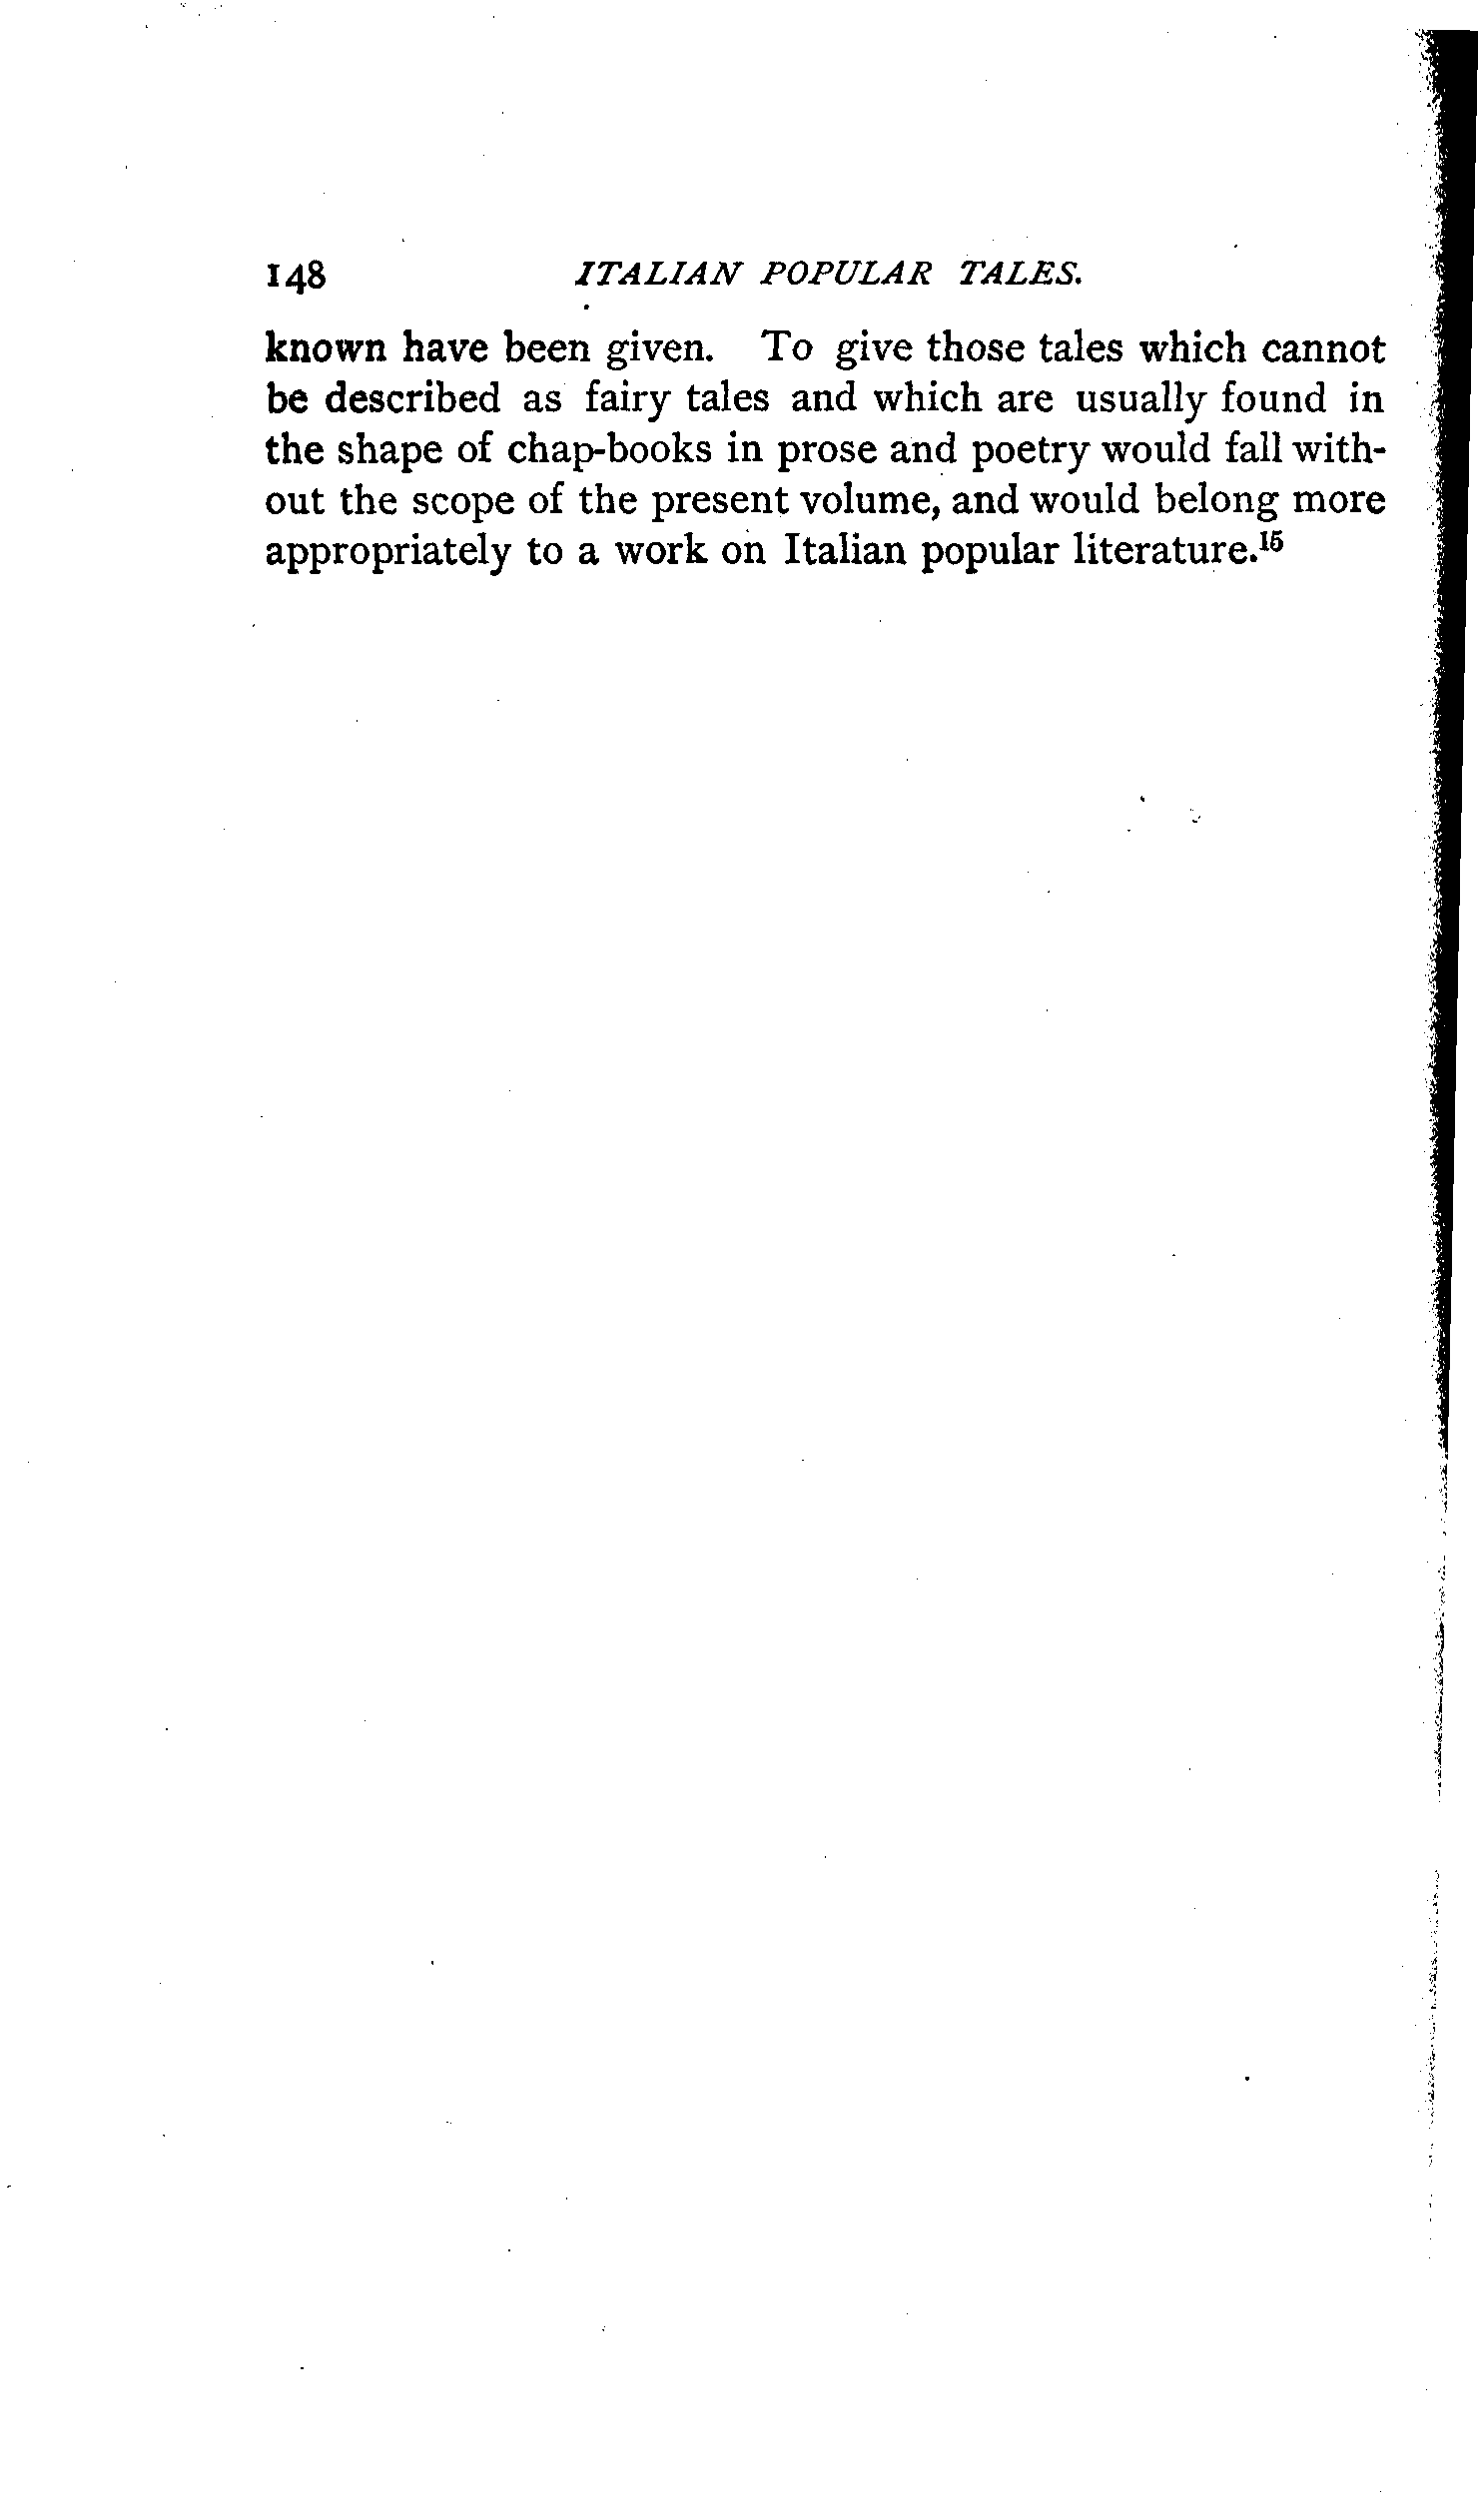 148 ITALIAN POPULAR TALES.
known have been given. To give those tales which cannot
be described as fairy tales and which are usually found in
the shape of chap-books in prose and poetry would fall with-
out the scope of the present volume, and would belong more
appropriately to a work on Italian popular literature.¹⁵